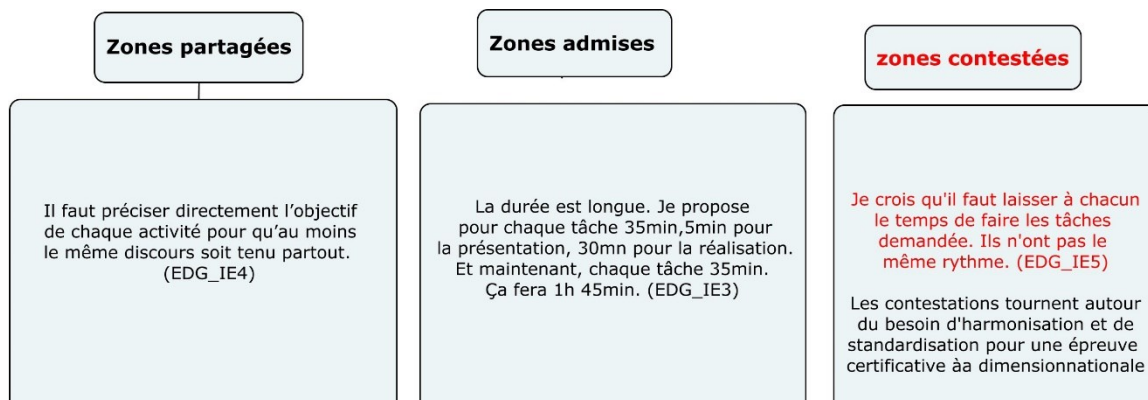 Zones partagées
Il faut préciser directement l’objectif
de chaque activité pour qu’au moins
le même discours soit tenu partout.
(EDG_IE4)
Zones admises
La durée est longue. Je propose
pour chaque tâche 35min,5min pour
la présentation, 30mn pour la réalisation.
Et maintenant, chaque tâche 35min.
Ça fera 1h 45min. (EDG_IE3)
zones contestées
Je crois qu'il faut laisser à chacun
le temps de faire les tâches
demandée. Ils n'ont pas le
même rythme. (EDG_IE5)
Les contestations tournent autour
du besoin d'harmonisation et de
standardisation pour une épreuve
certificative àa dimensionnationale